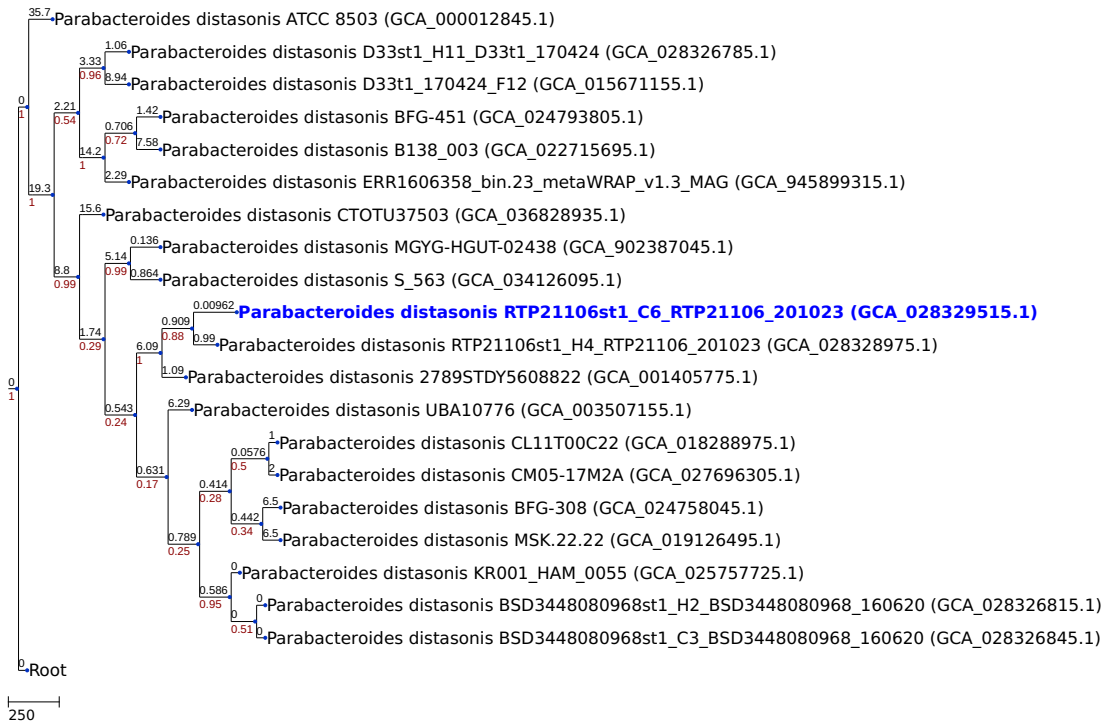 35.7 Parabacteroides distasonis ATCC 8503 (GCA_000012845.1)
1.06 Parabacteroides distasonis D33st1_H11_D33t1_170424 (GCA_028326785.1)
3.33
0.96
8.94 Parabacteroides distasonis D33t1_170424_F12 (GCA_015671155.1)
0
1
2.21
0.54
1.42 Parabacteroides distasonis BFG-451 (GCA_024793805.1)
0.706
0.72
7.58 Parabacteroides distasonis B138_003 (GCA_022715695.1)
14.2
1
2.29 Parabacteroides distasonis ERR1606358_bin.23_metaWRAP_v1.3_MAG (GCA_945899315.1)
19.3
1
15.6 Parabacteroides distasonis CTOTU37503 (GCA_036828935.1)
0.136 Parabacteroides distasonis MGYG-HGUT-02438 (GCA_902387045.1)
5.14
0.99
8.8
0.99
0.864 Parabacteroides distasonis S_563 (GCA_034126095.1)
0.00962 Parabacteroides distasonis RTP21106st1_C6_RTP21106_201023 (GCA_028329515.1)
0.909
0.88
1.74
0.29
0.99 Parabacteroides distasonis RTP21106st1_H4_RTP21106_201023 (GCA_028328975.1)
6.09
1
1.09 Parabacteroides distasonis 2789STDY5608822 (GCA_001405775.1)
0
1
0.543
0.24
6.29 Parabacteroides distasonis UBA10776 (GCA_003507155.1)
1 Parabacteroides distasonis CL11T00C22 (GCA_018288975.1)
0.0576
0.5
2 Parabacteroides distasonis CM05-17M2A (GCA_027696305.1)
0.631
0.17
0.414
0.28
6.5 Parabacteroides distasonis BFG-308 (GCA_024758045.1)
0.442
0.34
6.5 Parabacteroides distasonis MSK.22.22 (GCA_019126495.1)
0.789
0.25
0 Parabacteroides distasonis KR001_HAM_0055 (GCA_025757725.1)
0.586
0.95
0 Parabacteroides distasonis BSD3448080968st1_H2_BSD3448080968_160620 (GCA_028326815.1)
0
0.51
0 Parabacteroides distasonis BSD3448080968st1_C3_BSD3448080968_160620 (GCA_028326845.1)
0 Root
250